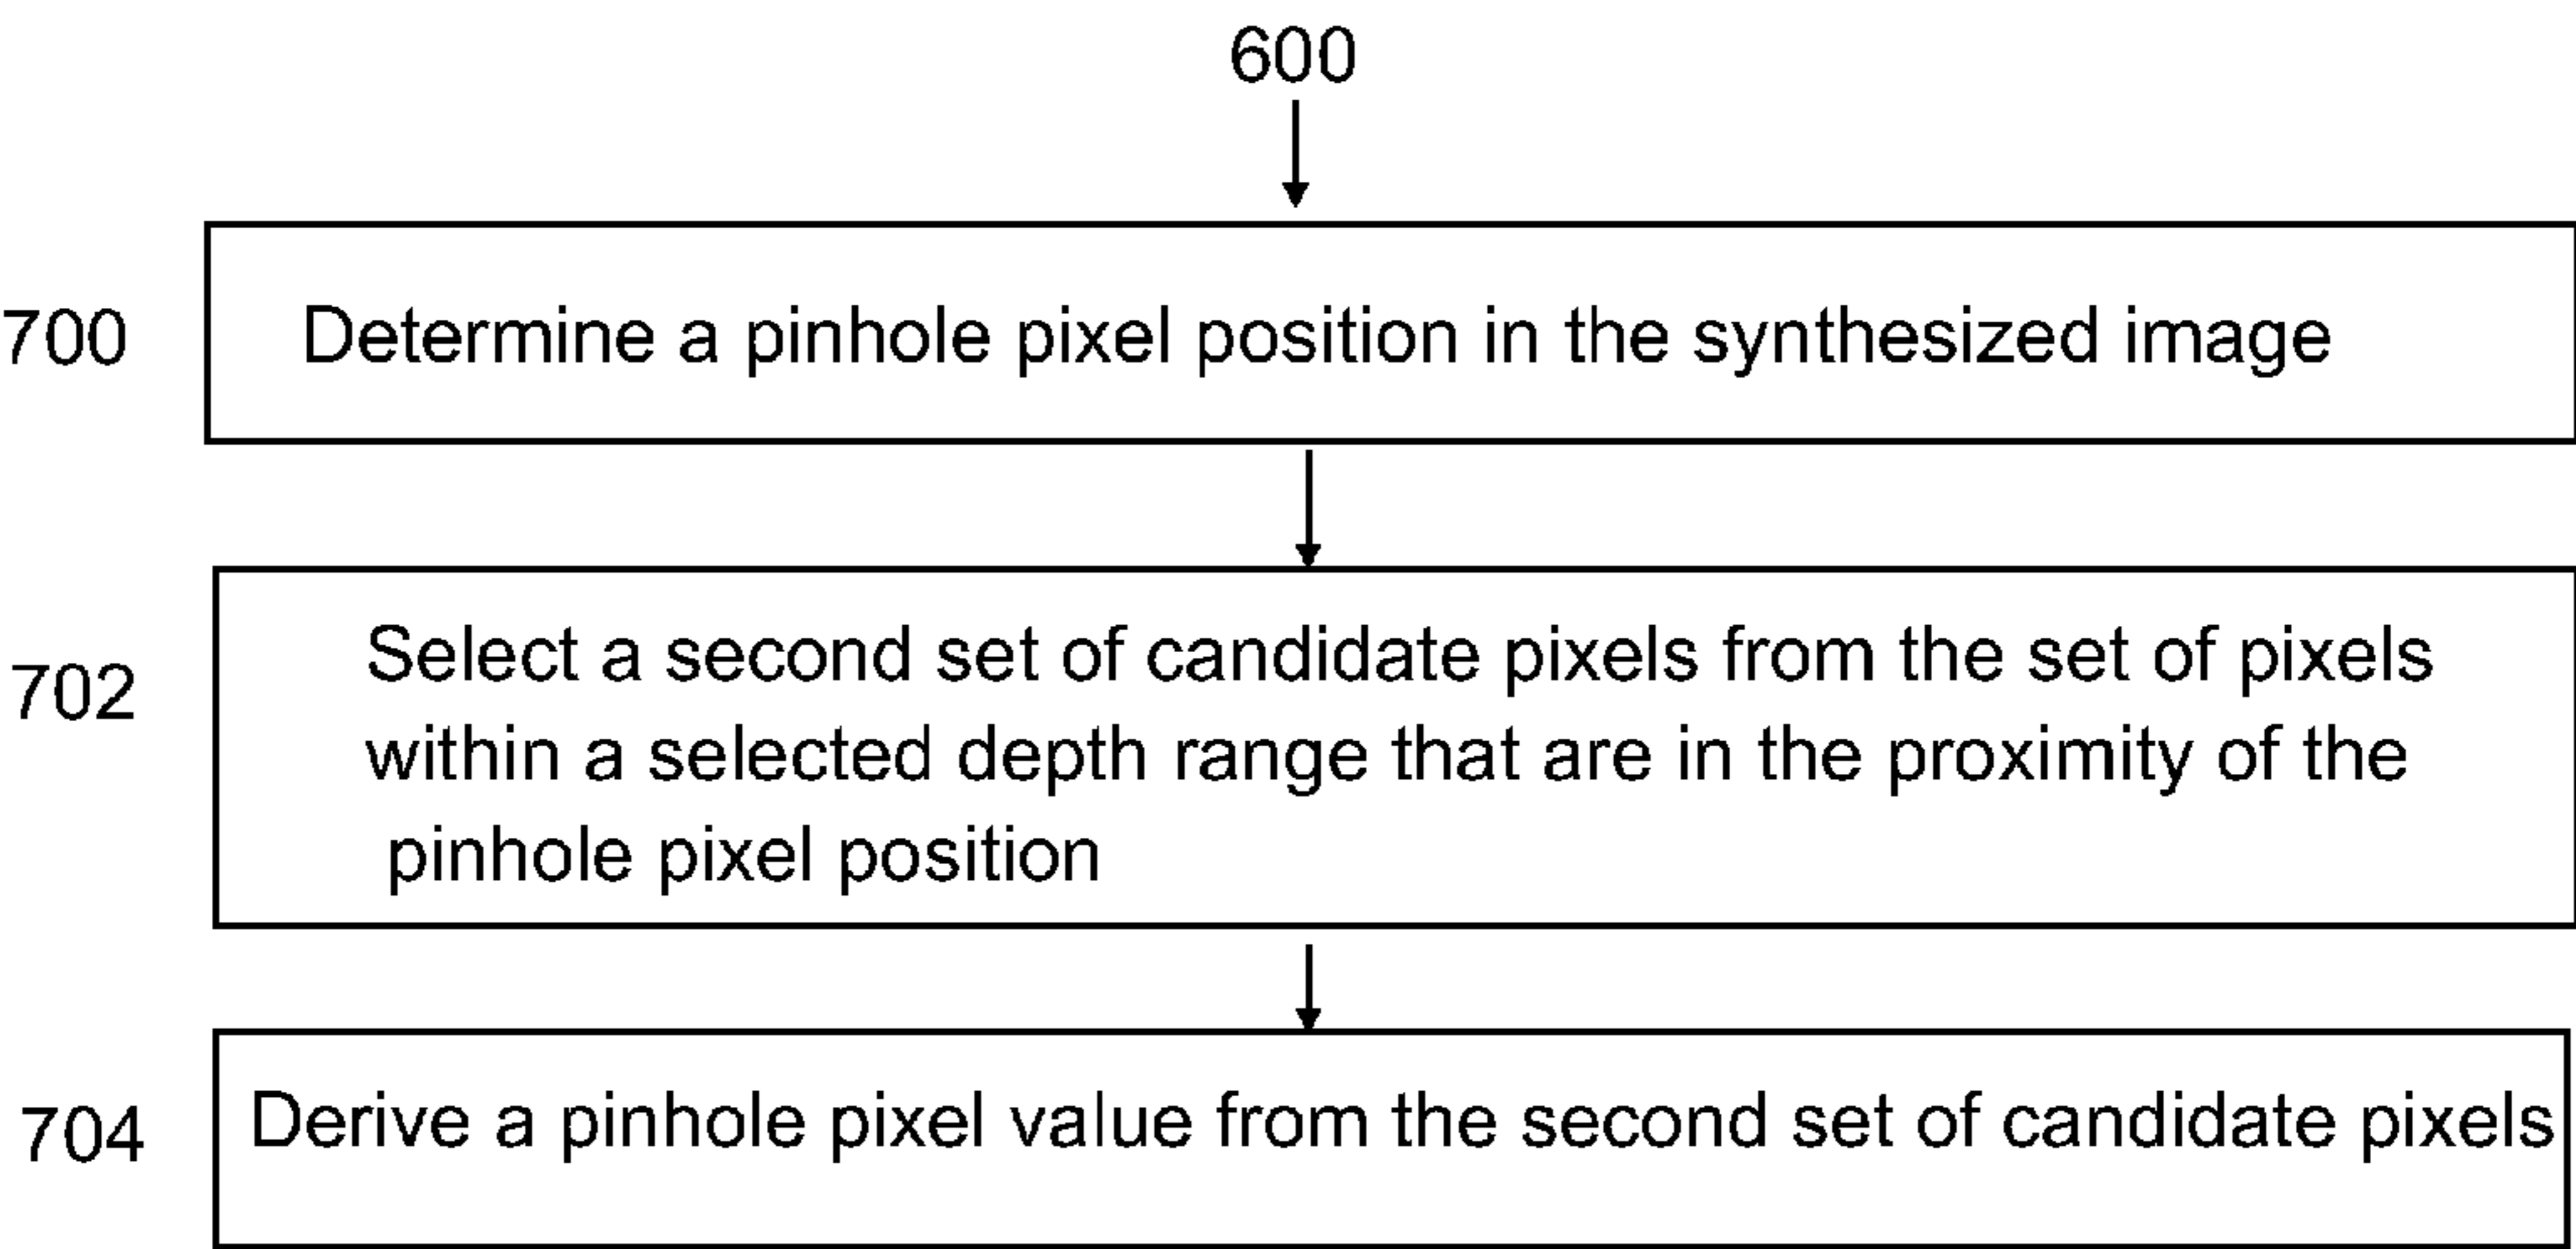 600
700
Determine a pinhole pixel position in the synthesized image
702
Select a second set of candidate pixels from the set of pixels
within a selected depth range that are in the proximity of the
pinhole pixel position
704
Derive a pinhole pixel value from the second set of candidate pixels